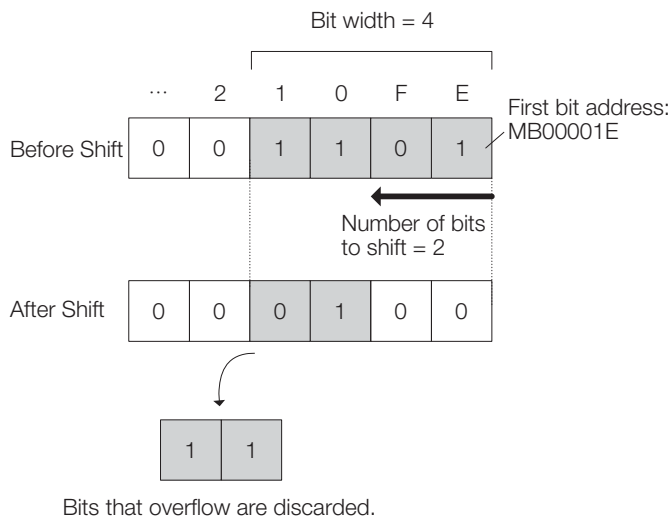 Bit width = 4
... 2 1 0 F E
First bit address:
MB00001E
Before Shift 0 0 1 1 0 1
Number of bits
to shift = 2
After Shift 0 0 0 1 0 0
1 1
Bits that overflow are discarded.